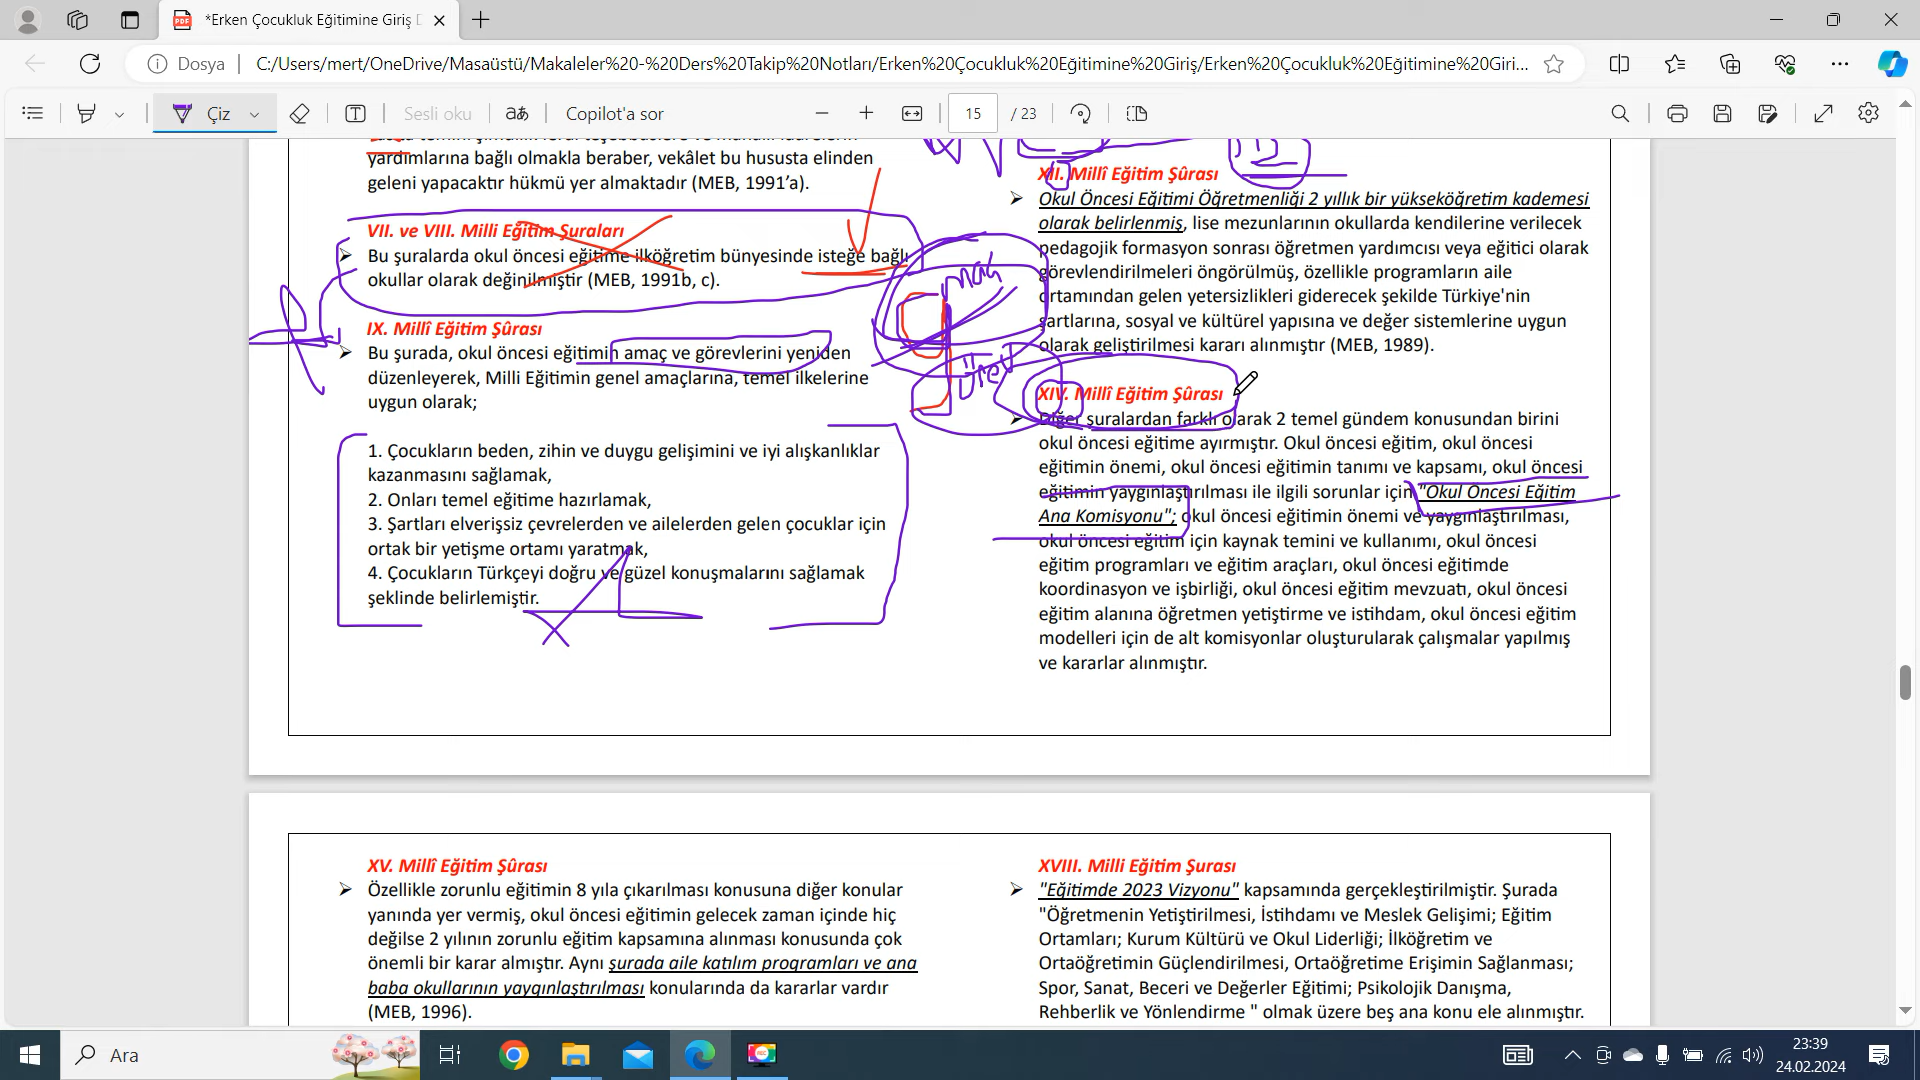 *Erken Çocukluk Eğitimine Giriş D
Dosya
C:/Users/mert/OneDrive/Masaüstü/Makaleler%20-%20Ders%20Takip%20Notları/Erken%20Çocukluk%20Eğitimine%20Giriş/Erken%20Çocukluk%20Eğitimine%20Giri...
Çiz
Sesli oku
aあ
Copilot'a sor
15 / 23
yardımlarına bağlı olmakla beraber, vekâlet bu hususta elinden
geleni yapacaktır hükmü yer almaktadır (MEB, 1991’a).
VII. ve VIII. Milli Eğitim Şuraları
Bu şuralarda okul öncesi eğitime ilköğretim bünyesinde isteğe bağlı
okullar olarak değinilmiştir (MEB, 1991b, c).
IX. Millî Eğitim Şûrası
Bu şurada, okul öncesi eğitimin amaç ve görevlerini yeniden
düzenleyerek, Milli Eğitimin genel amaçlarına, temel ilkelerine
uygun olarak;
1. Çocukların beden, zihin ve duygu gelişimini ve iyi alışkanlıklar
kazanmasını sağlamak,
2. Onları temel eğitime hazırlamak,
3. Şartları elverişsiz çevrelerden ve ailelerden gelen çocuklar için
ortak bir yetişme ortamı yaratmak,
4. Çocukların Türkçeyi doğru ve güzel konuşmalarını sağlamak
şeklinde belirlemiştir.
XII. Millî Eğitim Şûrası
Okul Öncesi Eğitimi Öğretmenliği 2 yıllık bir yükseköğretim kademesi
olarak belirlenmiş, lise mezunlarının okullarda kendilerine verilecek
pedagojik formasyon sonrası öğretmen yardımcısı veya eğitici olarak
görevlendirilmeleri öngörülmüş, özellikle programların aile
ortamından gelen yetersizlikleri giderecek şekilde Türkiye'nin
şartlarına, sosyal ve kültürel yapısına ve değer sistemlerine uygun
olarak geliştirilmesi kararı alınmıştır (MEB, 1989).
XIV. Millî Eğitim Şûrası
Diğer şuralardan farklı olarak 2 temel gündem konusundan birini
okul öncesi eğitime ayırmıştır. Okul öncesi eğitim, okul öncesi
eğitimin önemi, okul öncesi eğitimin tanımı ve kapsamı, okul öncesi
eğitimin yaygınlaştırılması ile ilgili sorunlar için "Okul Öncesi Eğitim
Ana Komisyonu"; okul öncesi eğitimin önemi ve yaygınlaştırılması,
okul öncesi eğitim için kaynak temini ve kullanımı, okul öncesi
eğitim programları ve eğitim araçları, okul öncesi eğitimde
koordinasyon ve işbirliği, okul öncesi eğitim mevzuatı, okul öncesi
eğitim alanına öğretmen yetiştirme ve istihdam, okul öncesi eğitim
modelleri için de alt komisyonlar oluşturularak çalışmalar yapılmış
ve kararlar alınmıştır.
XV. Millî Eğitim Şûrası
Özellikle zorunlu eğitimin 8 yıla çıkarılması konusuna diğer konular
yanında yer vermiş, okul öncesi eğitimin gelecek zaman içinde hiç
değilse 2 yılının zorunlu eğitim kapsamına alınması konusunda çok
önemli bir karar almıştır. Aynı şurada aile katılım programları ve ana
baba okullarının yaygınlaştırılması konularında da kararlar vardır
(MEB, 1996).
XVIII. Milli Eğitim Şurası
"Eğitimde 2023 Vizyonu" kapsamında gerçekleştirilmiştir. Şurada
"Öğretmenin Yetiştirilmesi, İstihdamı ve Meslek Gelişimi; Eğitim
Ortamları; Kurum Kültürü ve Okul Liderliği; İlköğretim ve
Ortaöğretimin Güçlendirilmesi, Ortaöğretime Erişimin Sağlanması;
Spor, Sanat, Beceri ve Değerler Eğitimi; Psikolojik Danışma,
Rehberlik ve Yönlendirme " olmak üzere beş ana konu ele alınmıştır.
Ara
23:39
24.02.2024